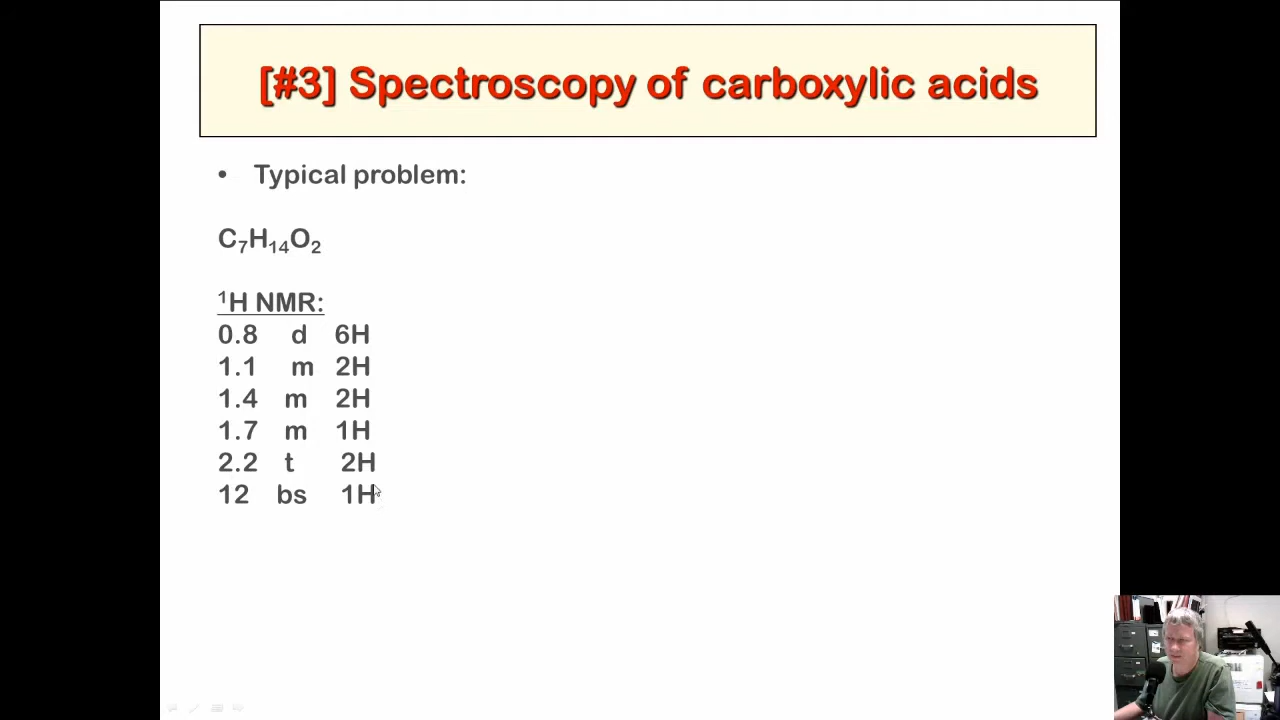 [#3] Spectroscopy of carboxylic acids
• Typical problem:
C₇H₁₄O₂
¹H NMR:
0.8 d 6H
1.1 m 2H
1.4 m 2H
1.7 m 1H
2.2 t 2H
12 bs 1H